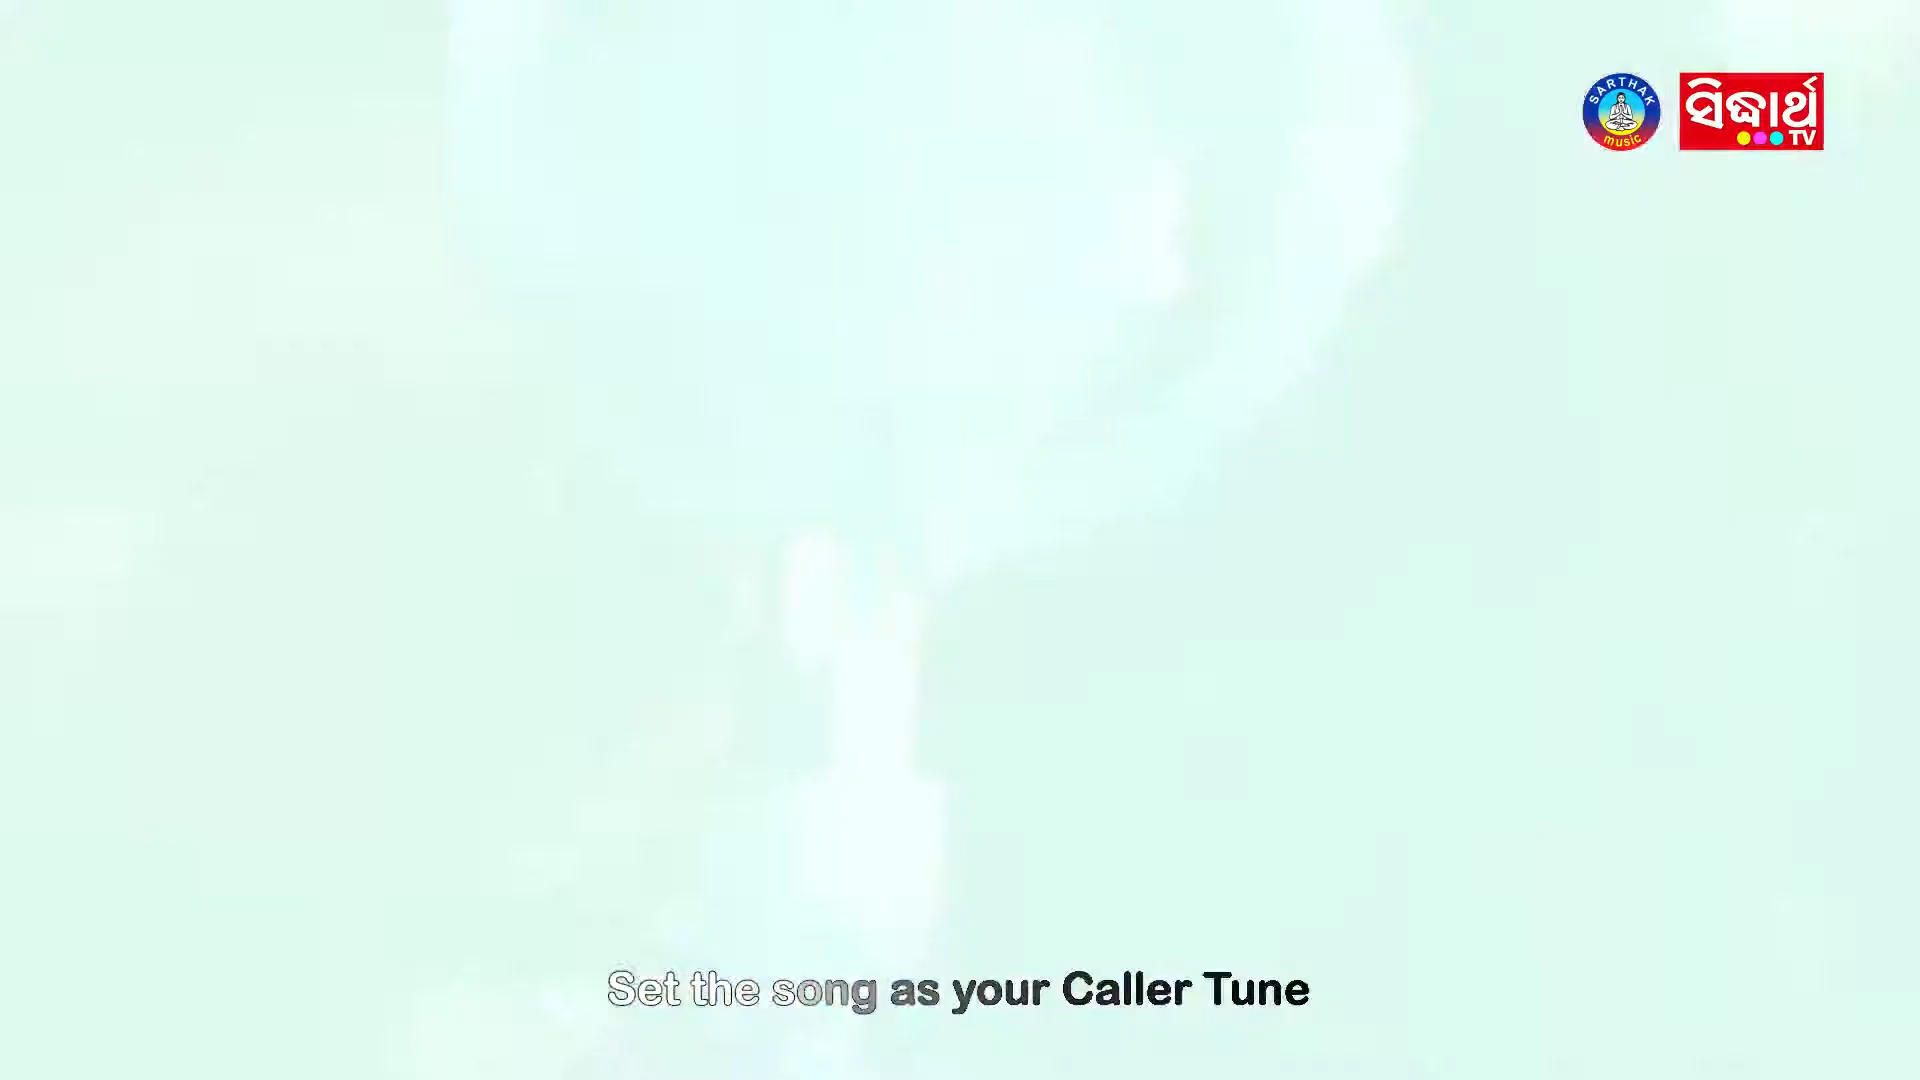 SARTHAK
music
ସିଦ୍ଧାର୍ଥ
TV
Set the song as your Caller Tune